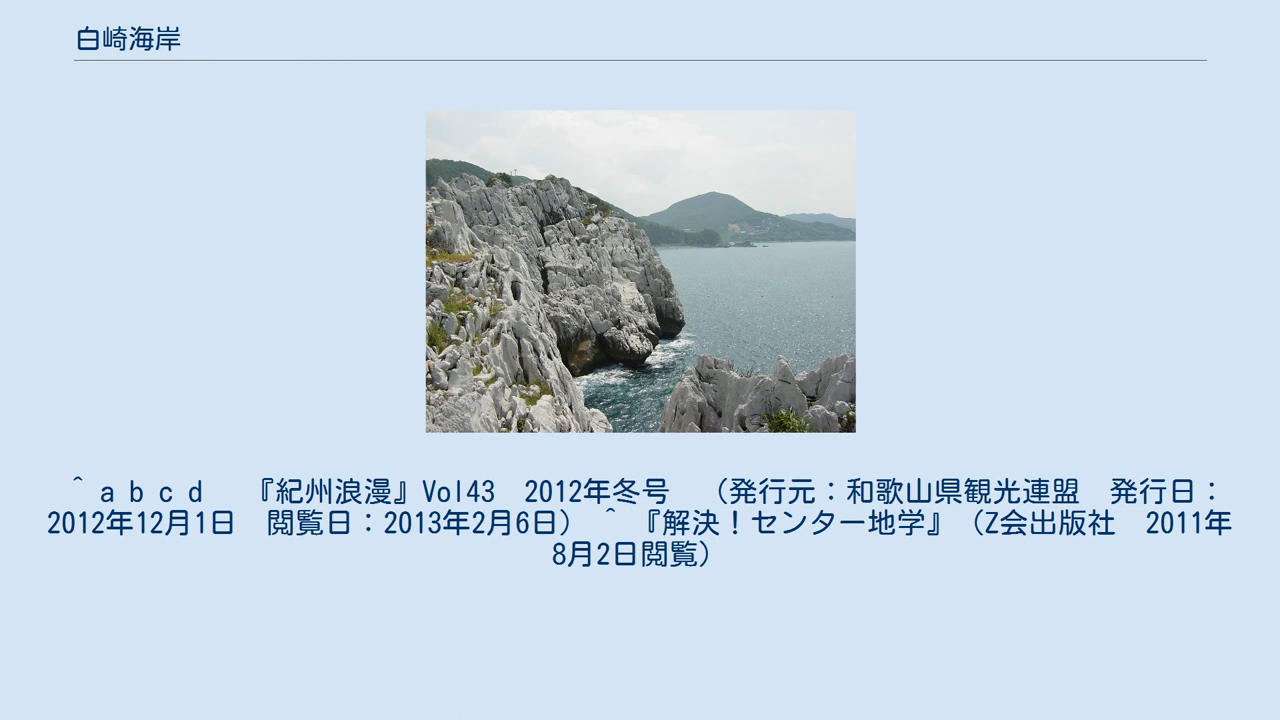 白崎海岸
^ a b c d 　『紀州浪漫』Vol43　2012年冬号　（発行元：和歌山県観光連盟　発行日：
2012年12月1日　閲覧日：2013年2月6日） ^ 『解決！センター地学』（Z会出版社　2011年
8月2日閲覧）